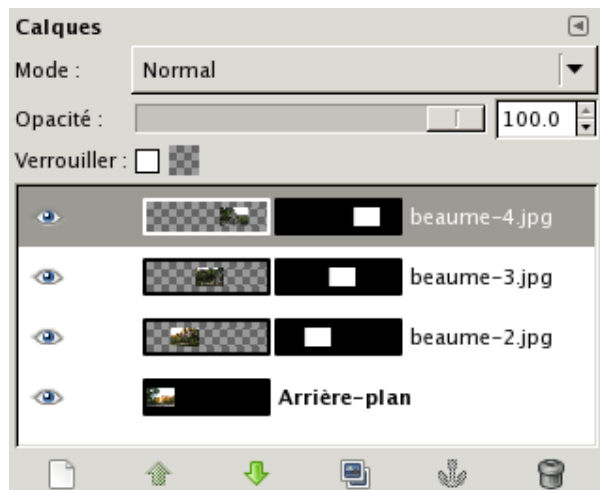 Calques
Mode : Normal
Opacité : 100.0
Verrouiller :
beaume-4.jpg
beaume-3.jpg
beaume-2.jpg
Arrière-plan